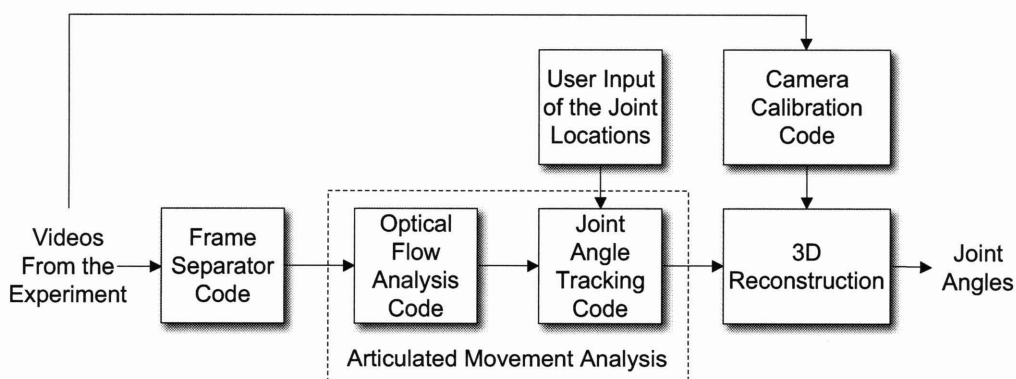 User Input
of the Joint
Locations
Camera
Calibration
Code
Videos
From the
Experiment
Frame
Separator
Code
Optical
Flow
Analysis
Code
Joint
Angle
Tracking
Code
3D
Reconstruction
Joint
Angles
Articulated Movement Analysis